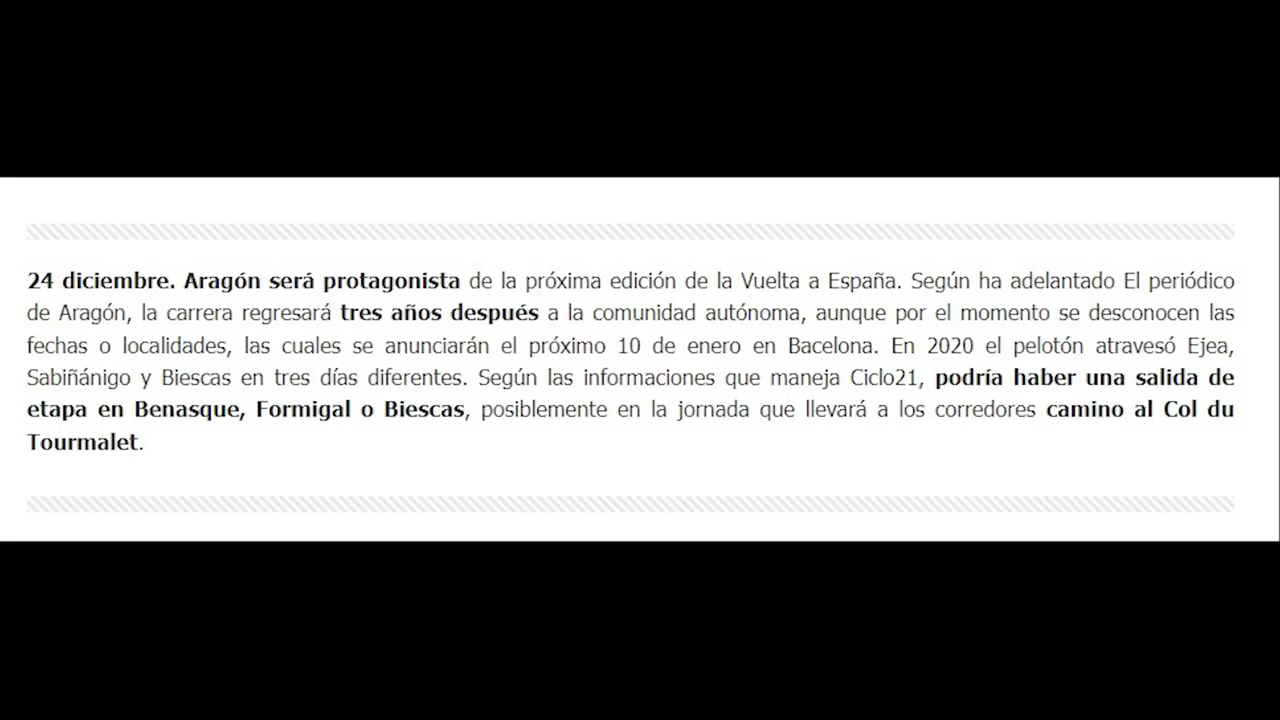 24 diciembre. Aragón será protagonista de la próxima edición de la Vuelta a España. Según ha adelantado El periódico
de Aragón, la carrera regresará tres años después a la comunidad autónoma, aunque por el momento se desconocen las
fechas o localidades, las cuales se anunciarán el próximo 10 de enero en Bacelona. En 2020 el pelotón atravesó Ejea,
Sabiñánigo y Biescas en tres días diferentes. Según las informaciones que maneja Ciclo21, podría haber una salida de
etapa en Benasque, Formigal o Biescas, posiblemente en la jornada que llevará a los corredores camino al Col du
Tourmalet.